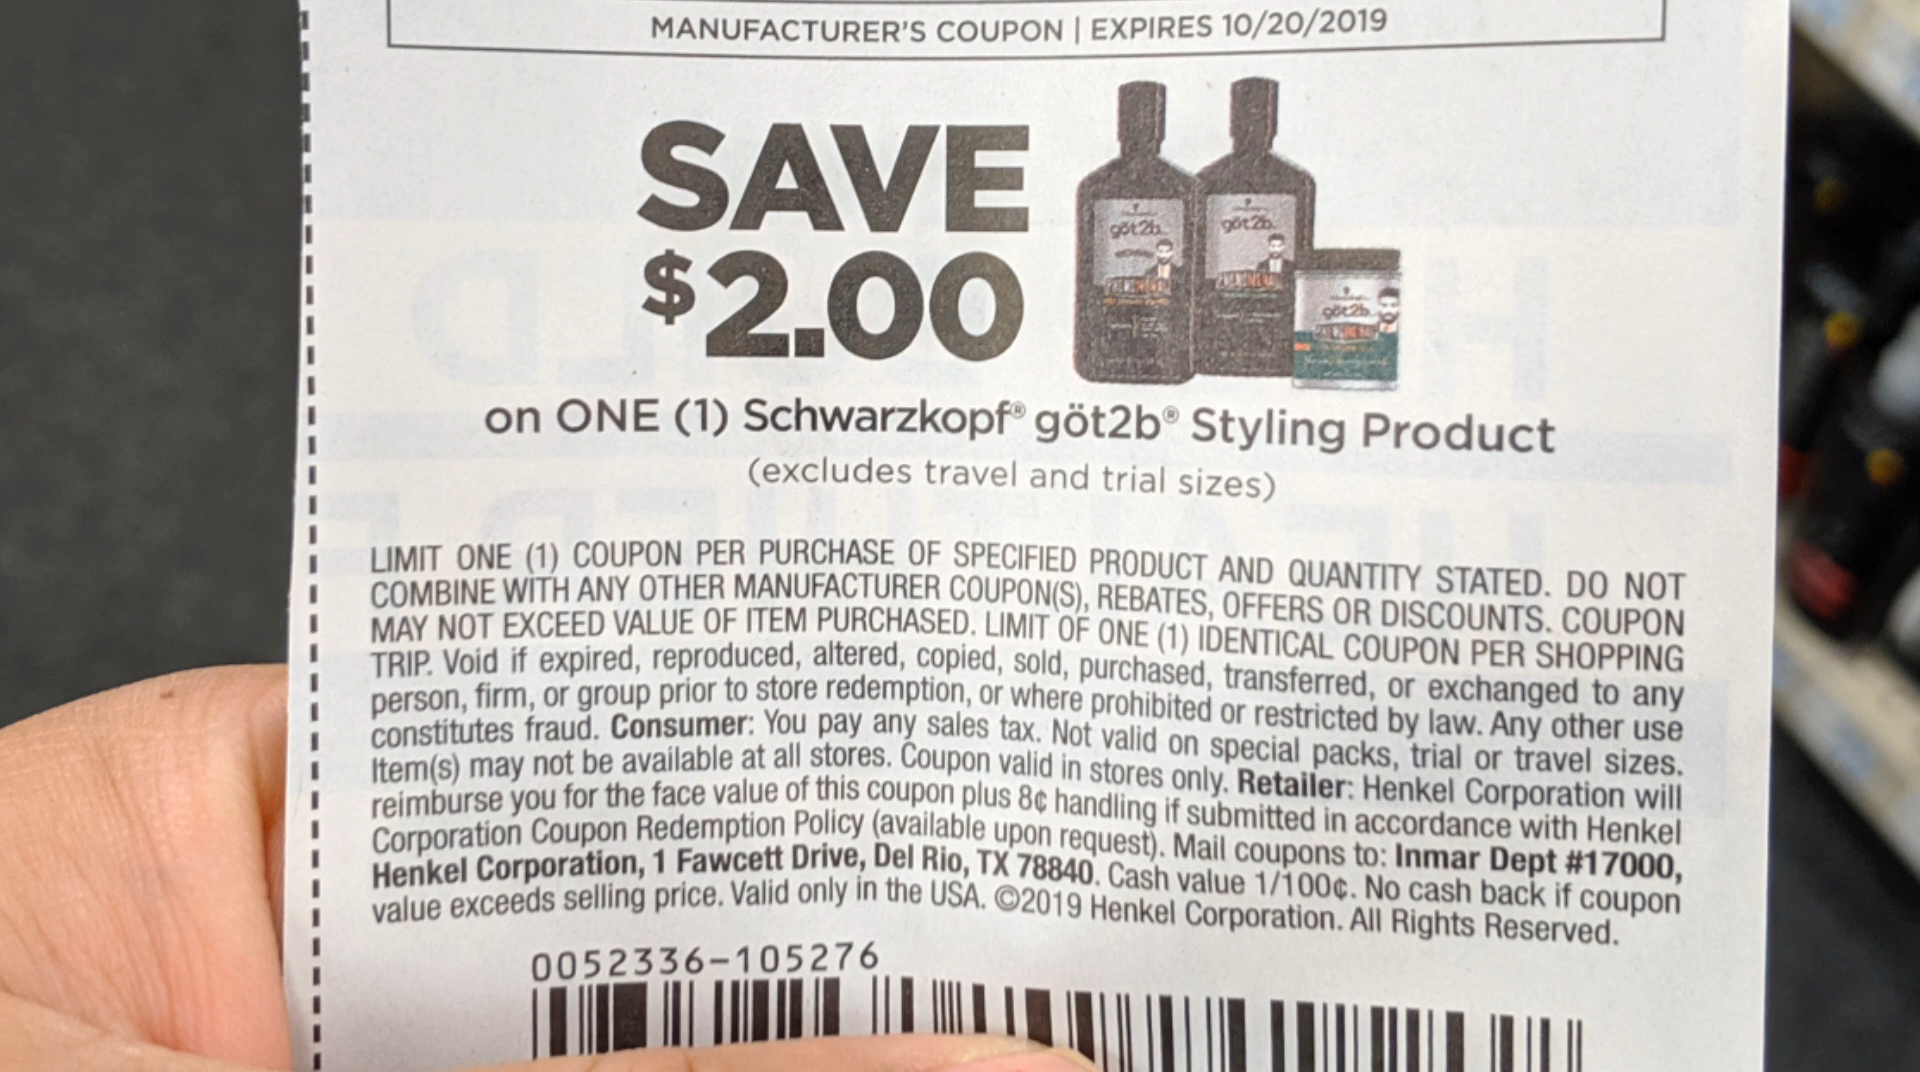 MANUFACTURER'S COUPON | EXPIRES 10/20/2019
SAVE
$2.00
göt2b
göt2b
göt2b
on ONE (1) Schwarzkopf® göt2b® Styling Product
(excludes travel and trial sizes)
LIMIT ONE (1) COUPON PER PURCHASE OF SPECIFIED PRODUCT AND QUANTITY STATED. DO NOT
COMBINE WITH ANY OTHER MANUFACTURER COUPON(S), REBATES, OFFERS OR DISCOUNTS. COUPON
MAY NOT EXCEED VALUE OF ITEM PURCHASED. LIMIT OF ONE (1) IDENTICAL COUPON PER SHOPPING
TRIP. Void if expired, reproduced, altered, copied, sold, purchased, transferred, or exchanged to any
person, firm, or group prior to store redemption, or where prohibited or restricted by law. Any other use
constitutes fraud. Consumer: You pay any sales tax. Not valid on special packs, trial or travel sizes.
Item(s) may not be available at all stores. Coupon valid in stores only. Retailer: Henkel Corporation will
reimburse you for the face value of this coupon plus 8¢ handling if submitted in accordance with Henkel
Corporation Coupon Redemption Policy (available upon request). Mail coupons to: Inmar Dept #17000,
Henkel Corporation, 1 Fawcett Drive, Del Rio, TX 78840. Cash value 1/100¢. No cash back if coupon
value exceeds selling price. Valid only in the USA. ©2019 Henkel Corporation. All Rights Reserved.
0052336-105276